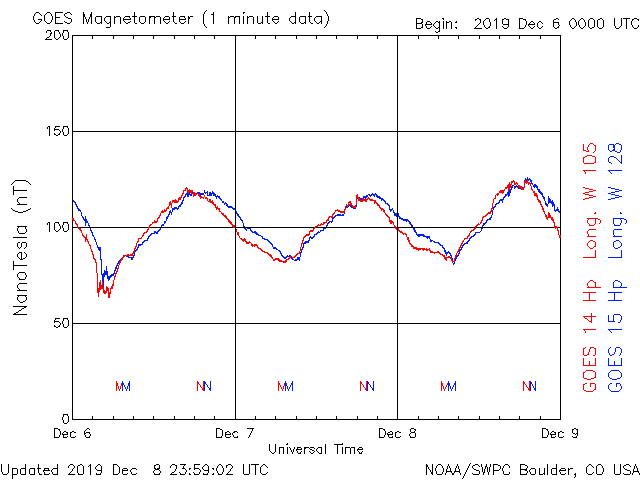 GOES Magnetometer (1 minute data)
Begin: 2019 Dec 6 0000 UTC
200
150
100
50
0
NanoTesla (nT)
M M N N M M N N M M N N
Dec 6 Dec 7 Dec 8 Dec 9
Universal Time
GOES 14 Hp Long. W 105
GOES 15 Hp Long. W 128
Updated 2019 Dec 8 23:59:02 UTC
NOAA/SWPC Boulder, CO USA